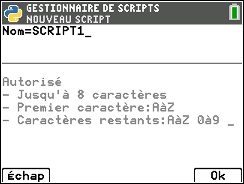 GESTIONNAIRE DE SCRIPTS
NOUVEAU SCRIPT
Nom=SCRIPT1_
Autorisé
- Jusqu'à 8 caractères
- Premier caractère:AàZ
- Caractères restants:AàZ 0à9 _
échap
Ok